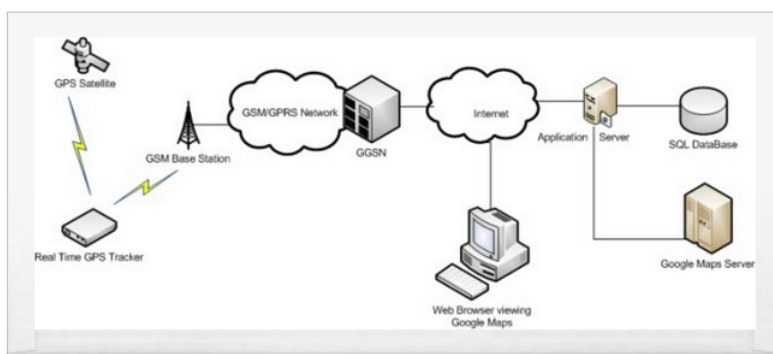 GPS Satellite
GSM/GPRS Network
GSM Base Station
GGSN
Internet
Application Server
SQL DataBase
Real Time GPS Tracker
Google Maps Server
Web Browser viewing
Google Maps